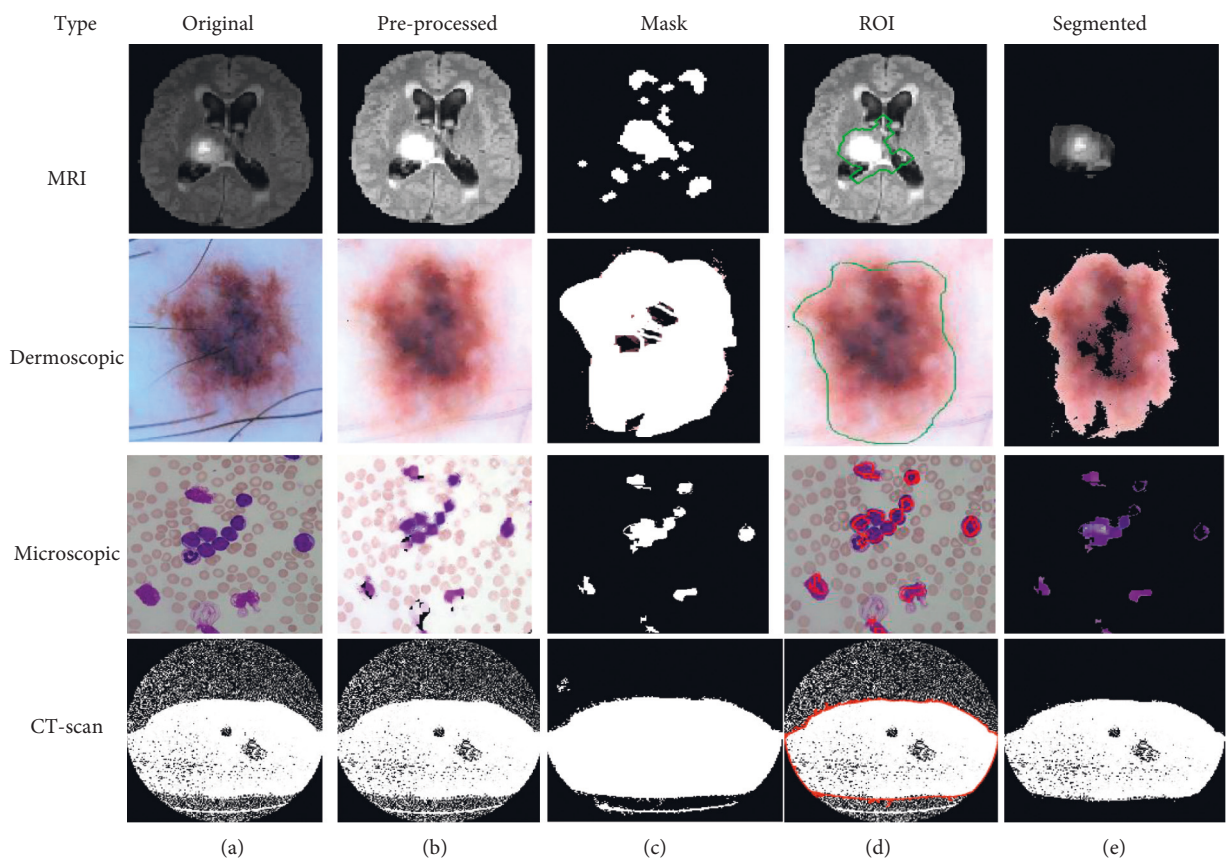 Type Original Pre-processed Mask ROI Segmented
MRI
Dermoscopic
Microscopic
CT-scan
(a) (b) (c) (d) (e)